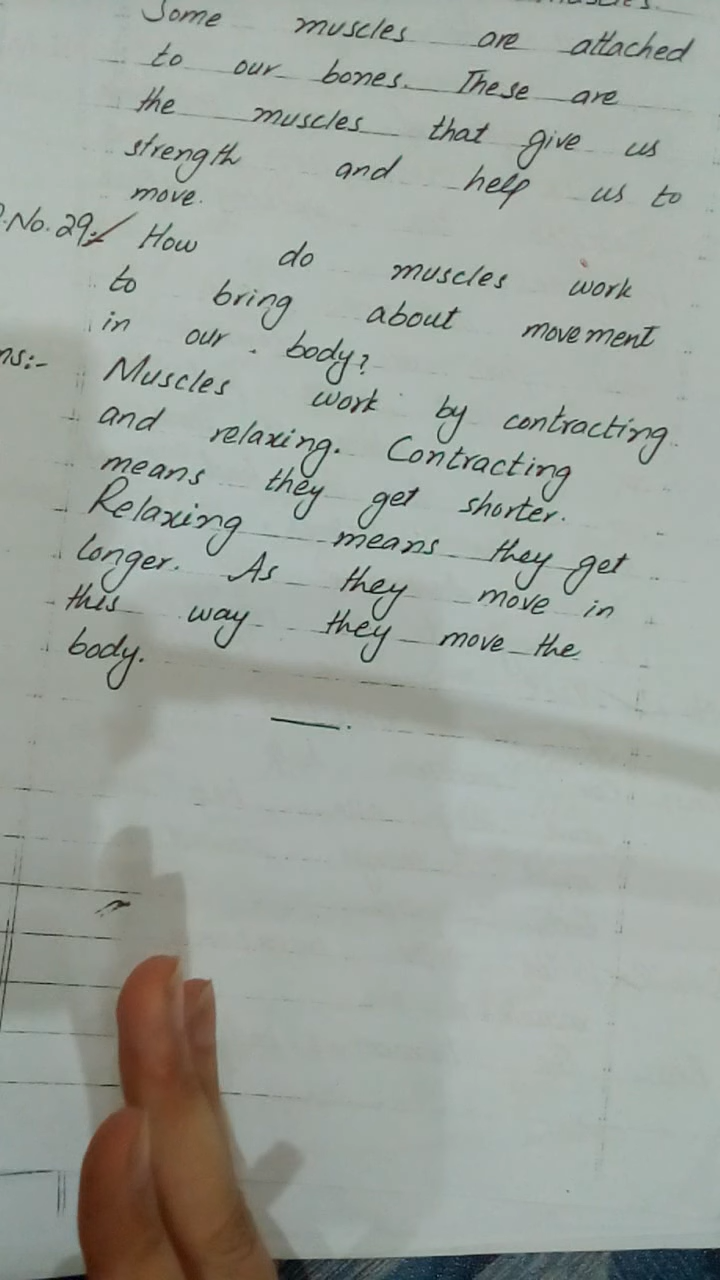 Some muscles are attached
to our bones. These are
the muscles that give us
strength and help us to
move.
No. 29:- How do muscles work
to bring about movement
in our body?
ns:- Muscles work by contracting
and relaxing. Contracting
means they get shorter.
Relaxing means they get
longer. As they move in
this way they move the
body.